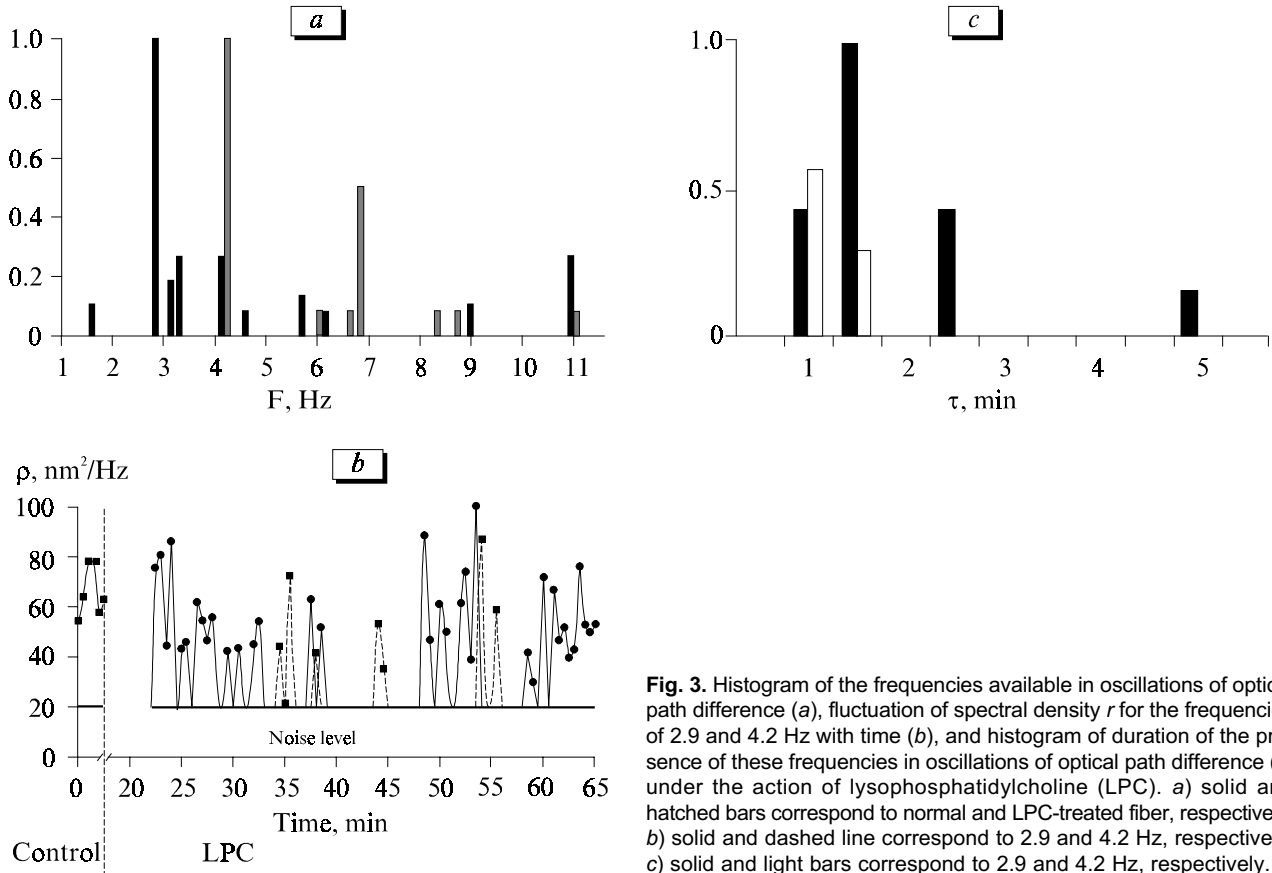 a
1.0
0.8
0.6
0.4
0.2
0
1 2 3 4 5 6 7 8 9 10 11
F, Hz
c
1.0
0.5
0
1 2 3 4 5
τ, min
b
ρ, nm²/Hz
100
80
60
40
20
0
Noise level
0 20 25 30 35 40 45 50 55 60 65
Time, min
Control LPC
Fig. 3. Histogram of the frequencies available in oscillations of
path difference (a), fluctuation of spectral density r for the
of 2.9 and 4.2 Hz with time (b), and histogram of duration of the
sence of these frequencies in oscillations of optical path difference
under the action of lysophosphatidylcholine (LPC). a) solid
hatched bars correspond to normal and LPC-treated fiber,
b) solid and dashed line correspond to 2.9 and 4.2 Hz,
c) solid and light bars correspond to 2.9 and 4.2 Hz, respectively.